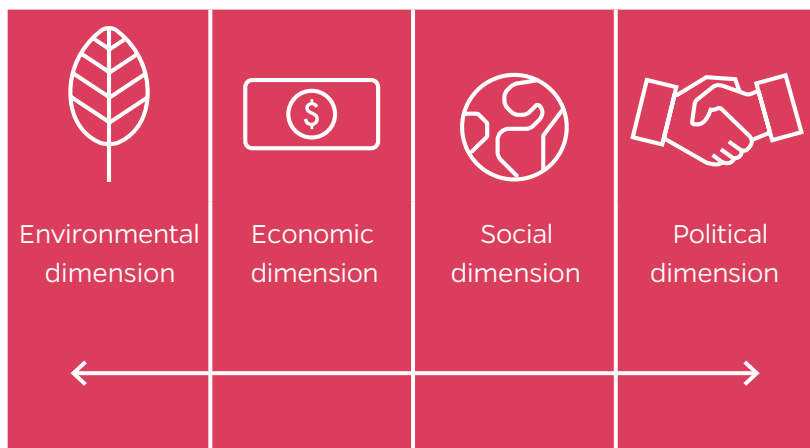 $
Environmental
dimension
Economic
dimension
Social
dimension
Political
dimension